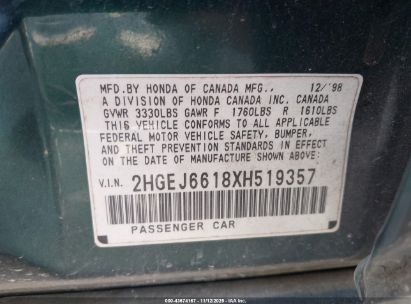 MFD.BY HONDA OF CANADA MFG., 12/'98
A DIVISION OF HONDA CANADA INC. CANADA
GVWR 3330LBS GAWR F 1760LBS R 1610LBS
THIS VEHICLE CONFORMS TO ALL APPLICABLE
FEDERAL MOTOR VEHICLE SAFETY, BUMPER,
AND THEFT PREVENTION STANDARDS IN EFFECT
ON THE DATE OF MANUFACTURE SHOWN ABOVE:
V.I.N. 2HGEJ6618XH519357
PASSENGER CAR